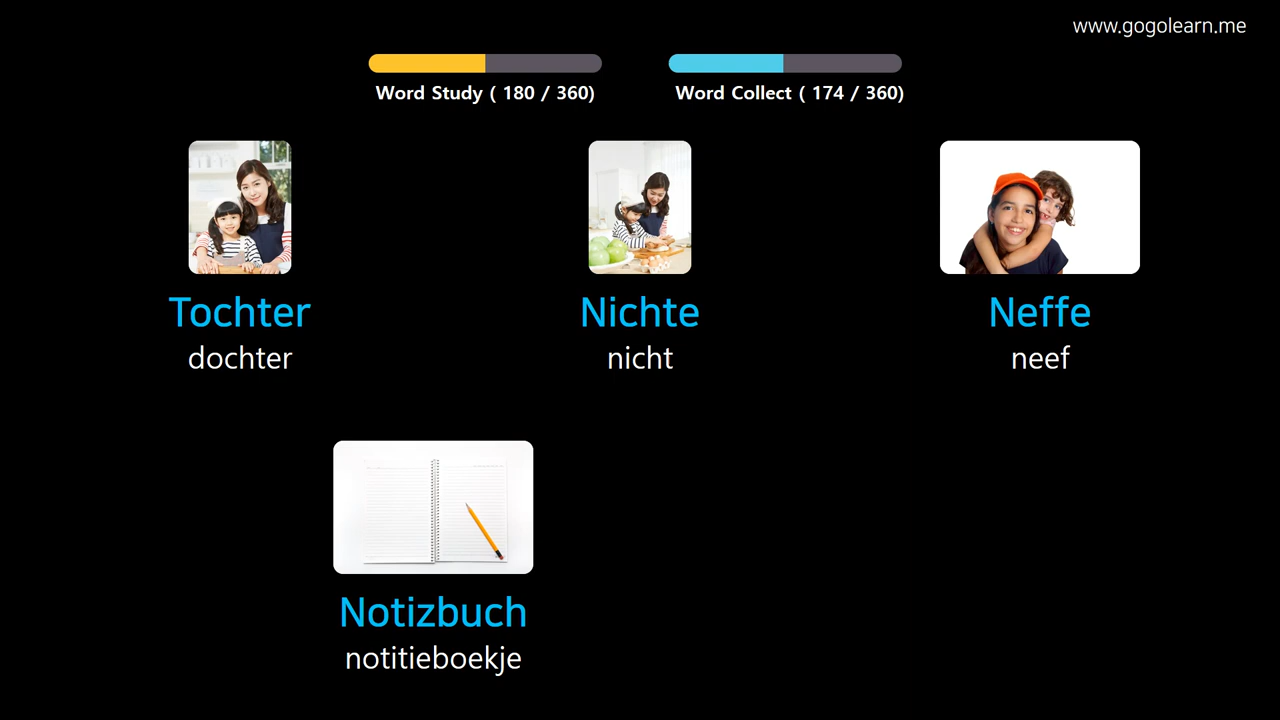 www.gogolearn.me
Word Study ( 180 / 360)
Word Collect ( 174 / 360)
Tochter
dochter
Nichte
nicht
Neffe
neef
Notizbuch
notitieboekje